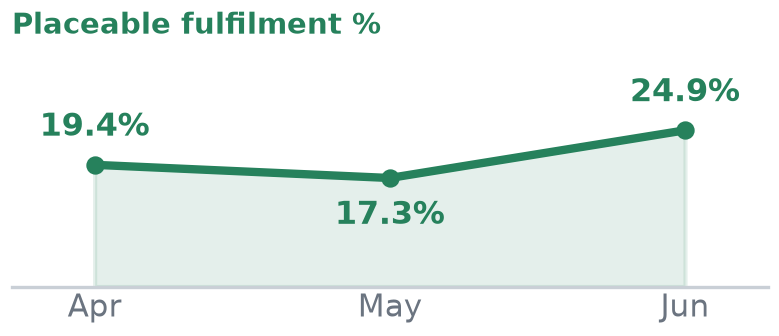 Placeable fulfilment %
24.9%
19.4%
17.3%
Apr May Jun